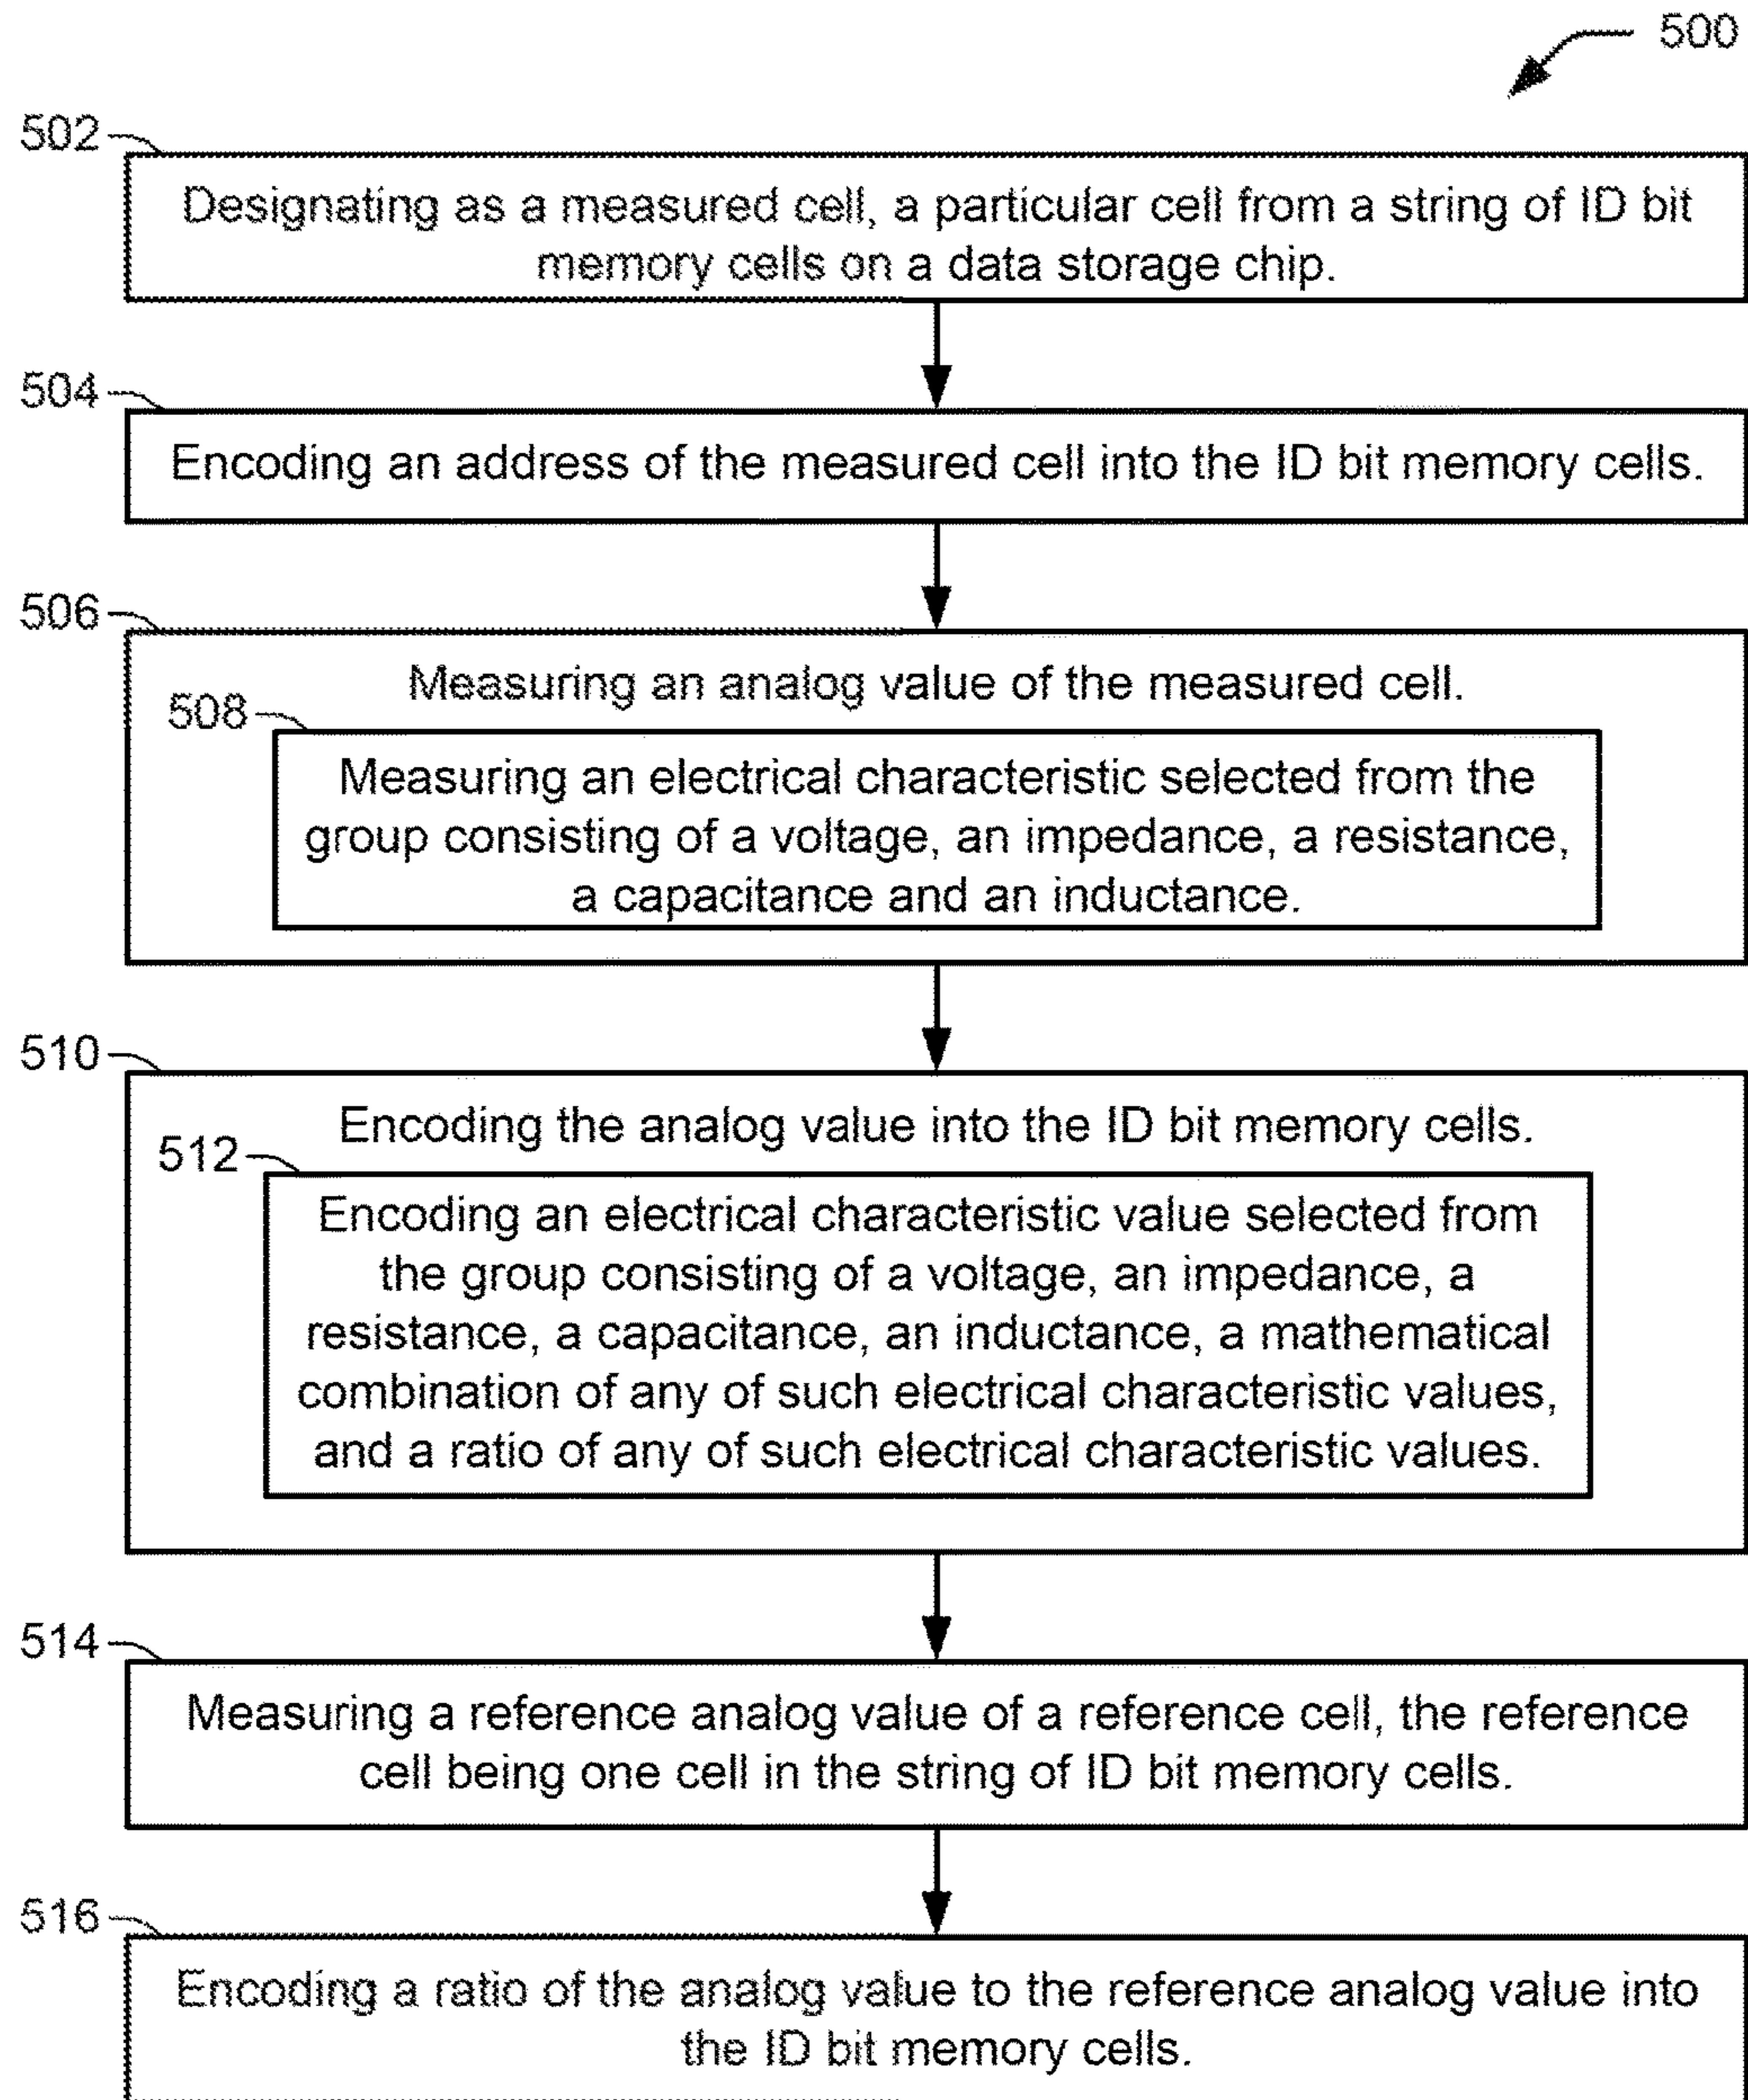 500
502
Designating as a measured cell, a particular cell from a string of ID bit
memory cells on a data storage chip.
504
Encoding an address of the measured cell into the ID bit memory cells.
506
Measuring an analog value of the measured cell.
508
Measuring an electrical characteristic selected from the
group consisting of a voltage, an impedance, a resistance,
a capacitance and an inductance.
510
Encoding the analog value into the ID bit memory cells.
512
Encoding an electrical characteristic value selected from
the group consisting of a voltage, an impedance, a
resistance, a capacitance, an inductance, a mathematical
combination of any of such electrical characteristic values,
and a ratio of any of such electrical characteristic values.
514
Measuring a reference analog value of a reference cell, the reference
cell being one cell in the string of ID bit memory cells.
516
Encoding a ratio of the analog value to the reference analog value into
the ID bit memory cells.